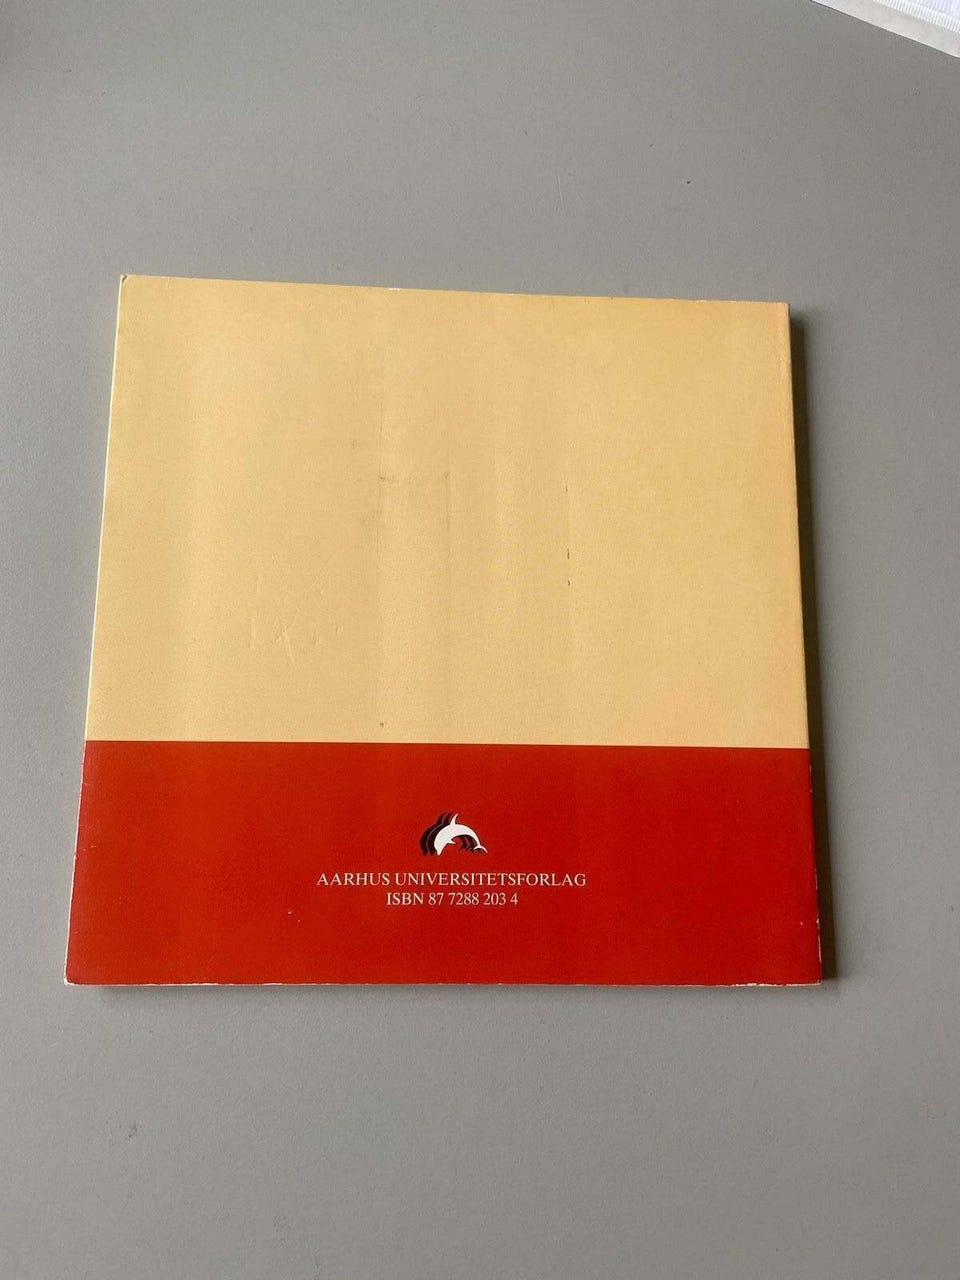 AARHUS UNIVERSITETSFORLAG
ISBN 87 7288 203 4